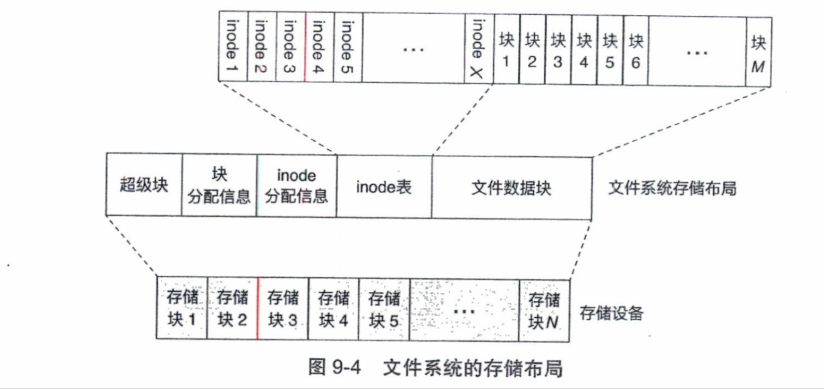 inode 1 inode 2 inode 3 inode 4 inode 5 ··· inode X 块1 块2 块3 块4 块5 块6 ··· 块M
超级块 块分配信息 inode分配信息 inode表 文件数据块 文件系统存储布局
存储块1 存储块2 存储块3 存储块4 存储块5 ··· 存储块N 存储设备
图 9-4 文件系统的存储布局